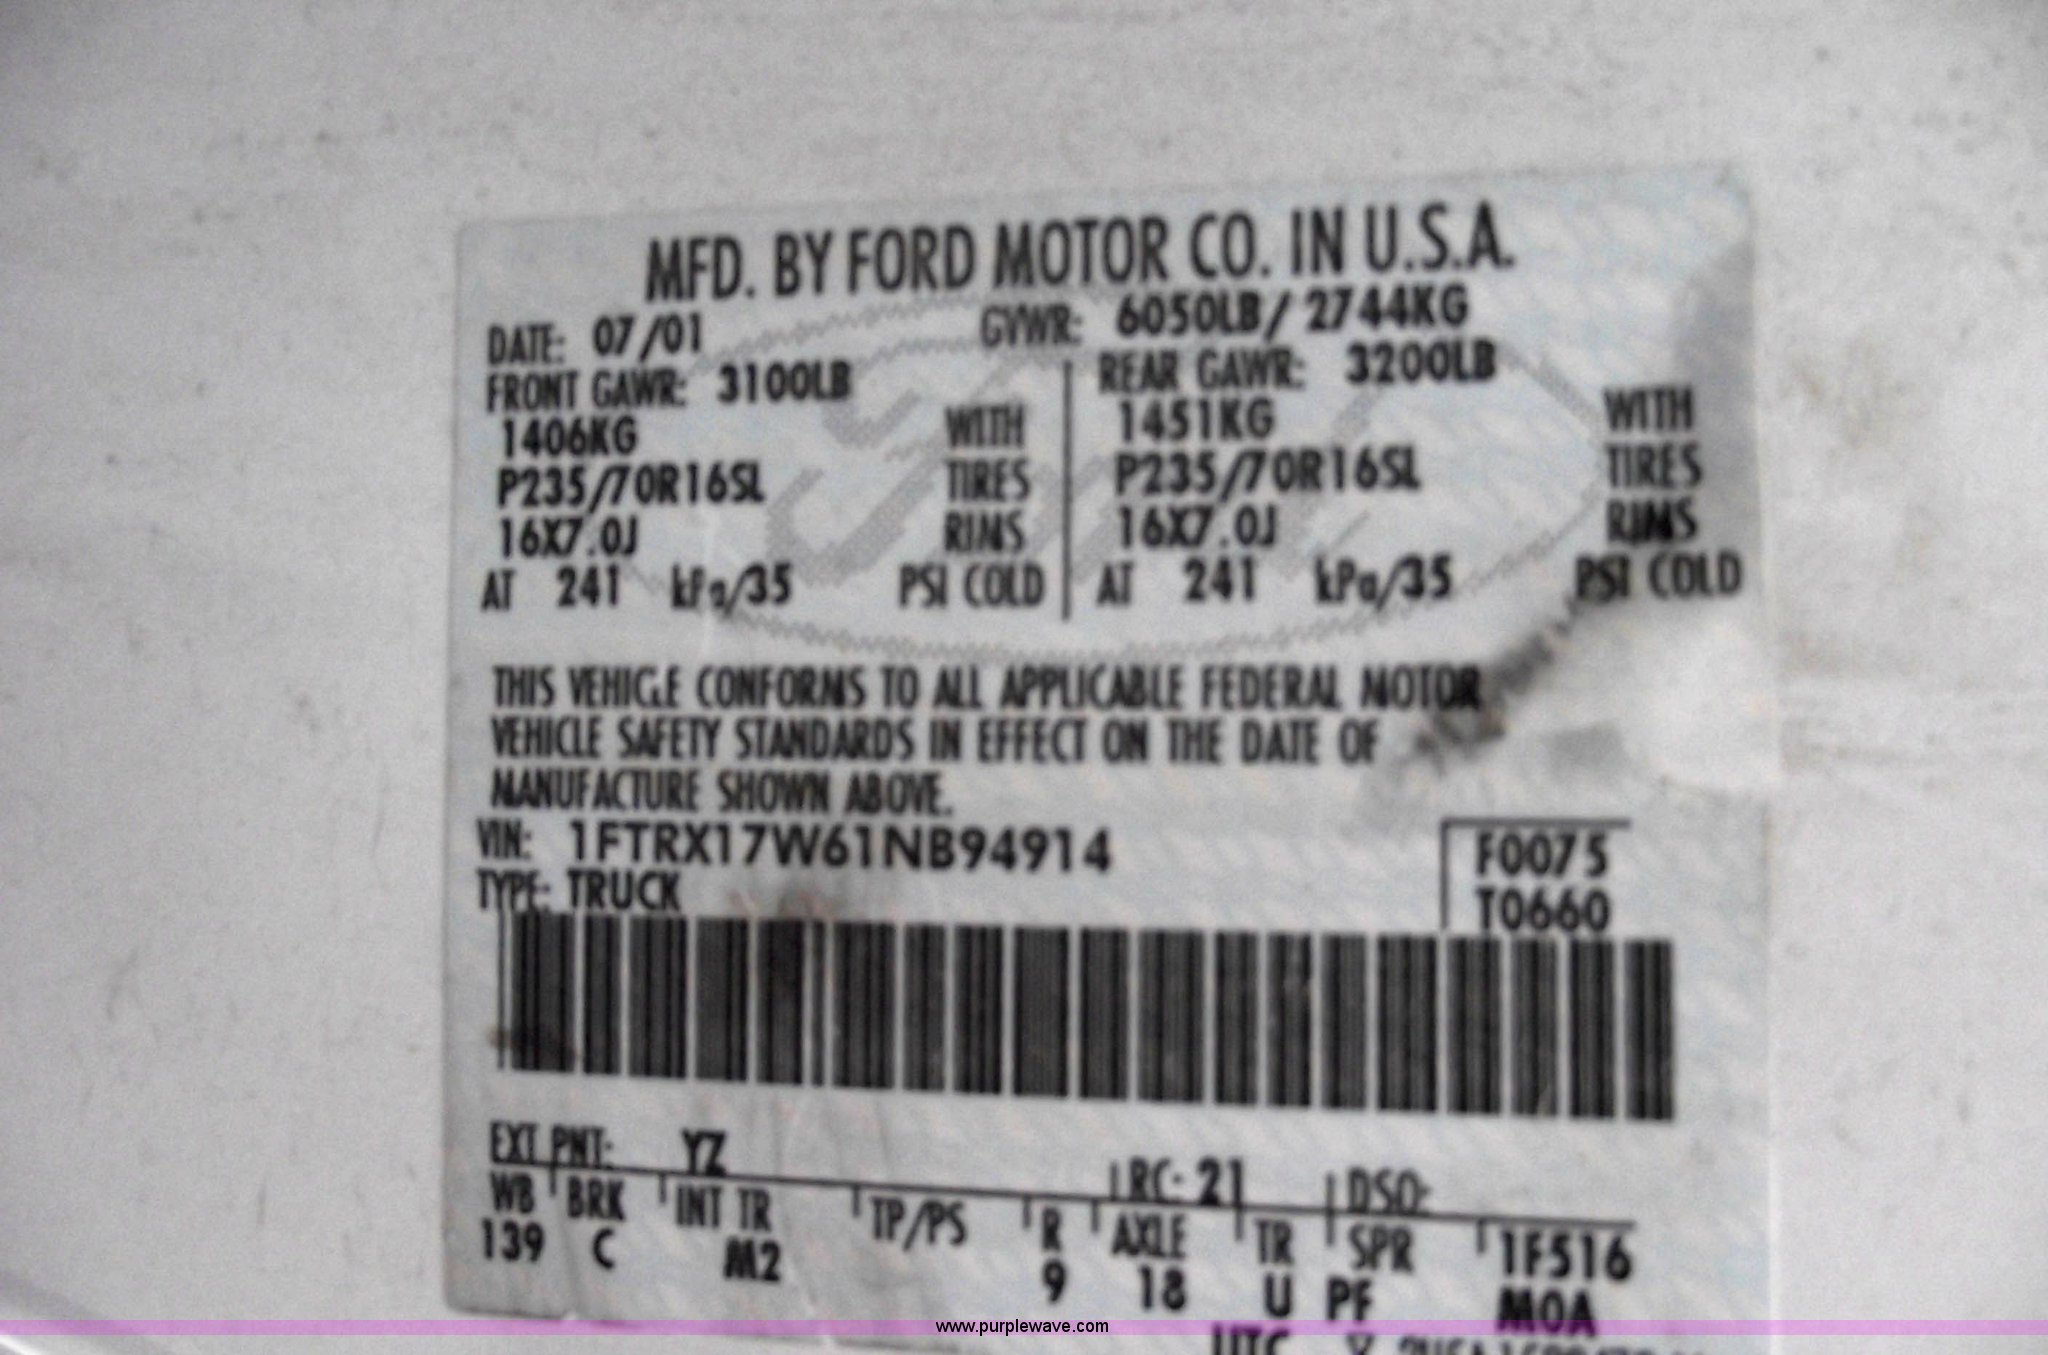 MFD. BY FORD MOTOR CO. IN U.S.A.
DATE: 07/01 GVWR: 6050LB/ 2744KG
FRONT GAWR: 3100LB REAR GAWR: 3200LB
1406KG WITH 1451KG WITH
P235/70R16SL TIRES P235/70R16SL TIRES
16X7.0J RIMS 16X7.0J RIMS
AT 241 kPa/35 PSI COLD AT 241 kPa/35 PSI COLD
THIS VEHICLE CONFORMS TO ALL APPLICABLE FEDERAL MOTOR
VEHICLE SAFETY STANDARDS IN EFFECT ON THE DATE OF
MANUFACTURE SHOWN ABOVE.
VIN: 1FTRX17W61NB94914 F0075
TYPE: TRUCK T0660
EXT PNT: YZ RC: 21 DSO:
WB BRK INT TR TP/PS R AXLE TR SPR 1F516
139 C M2 9 18 U PF M0A
UTC
www.purplewave.com